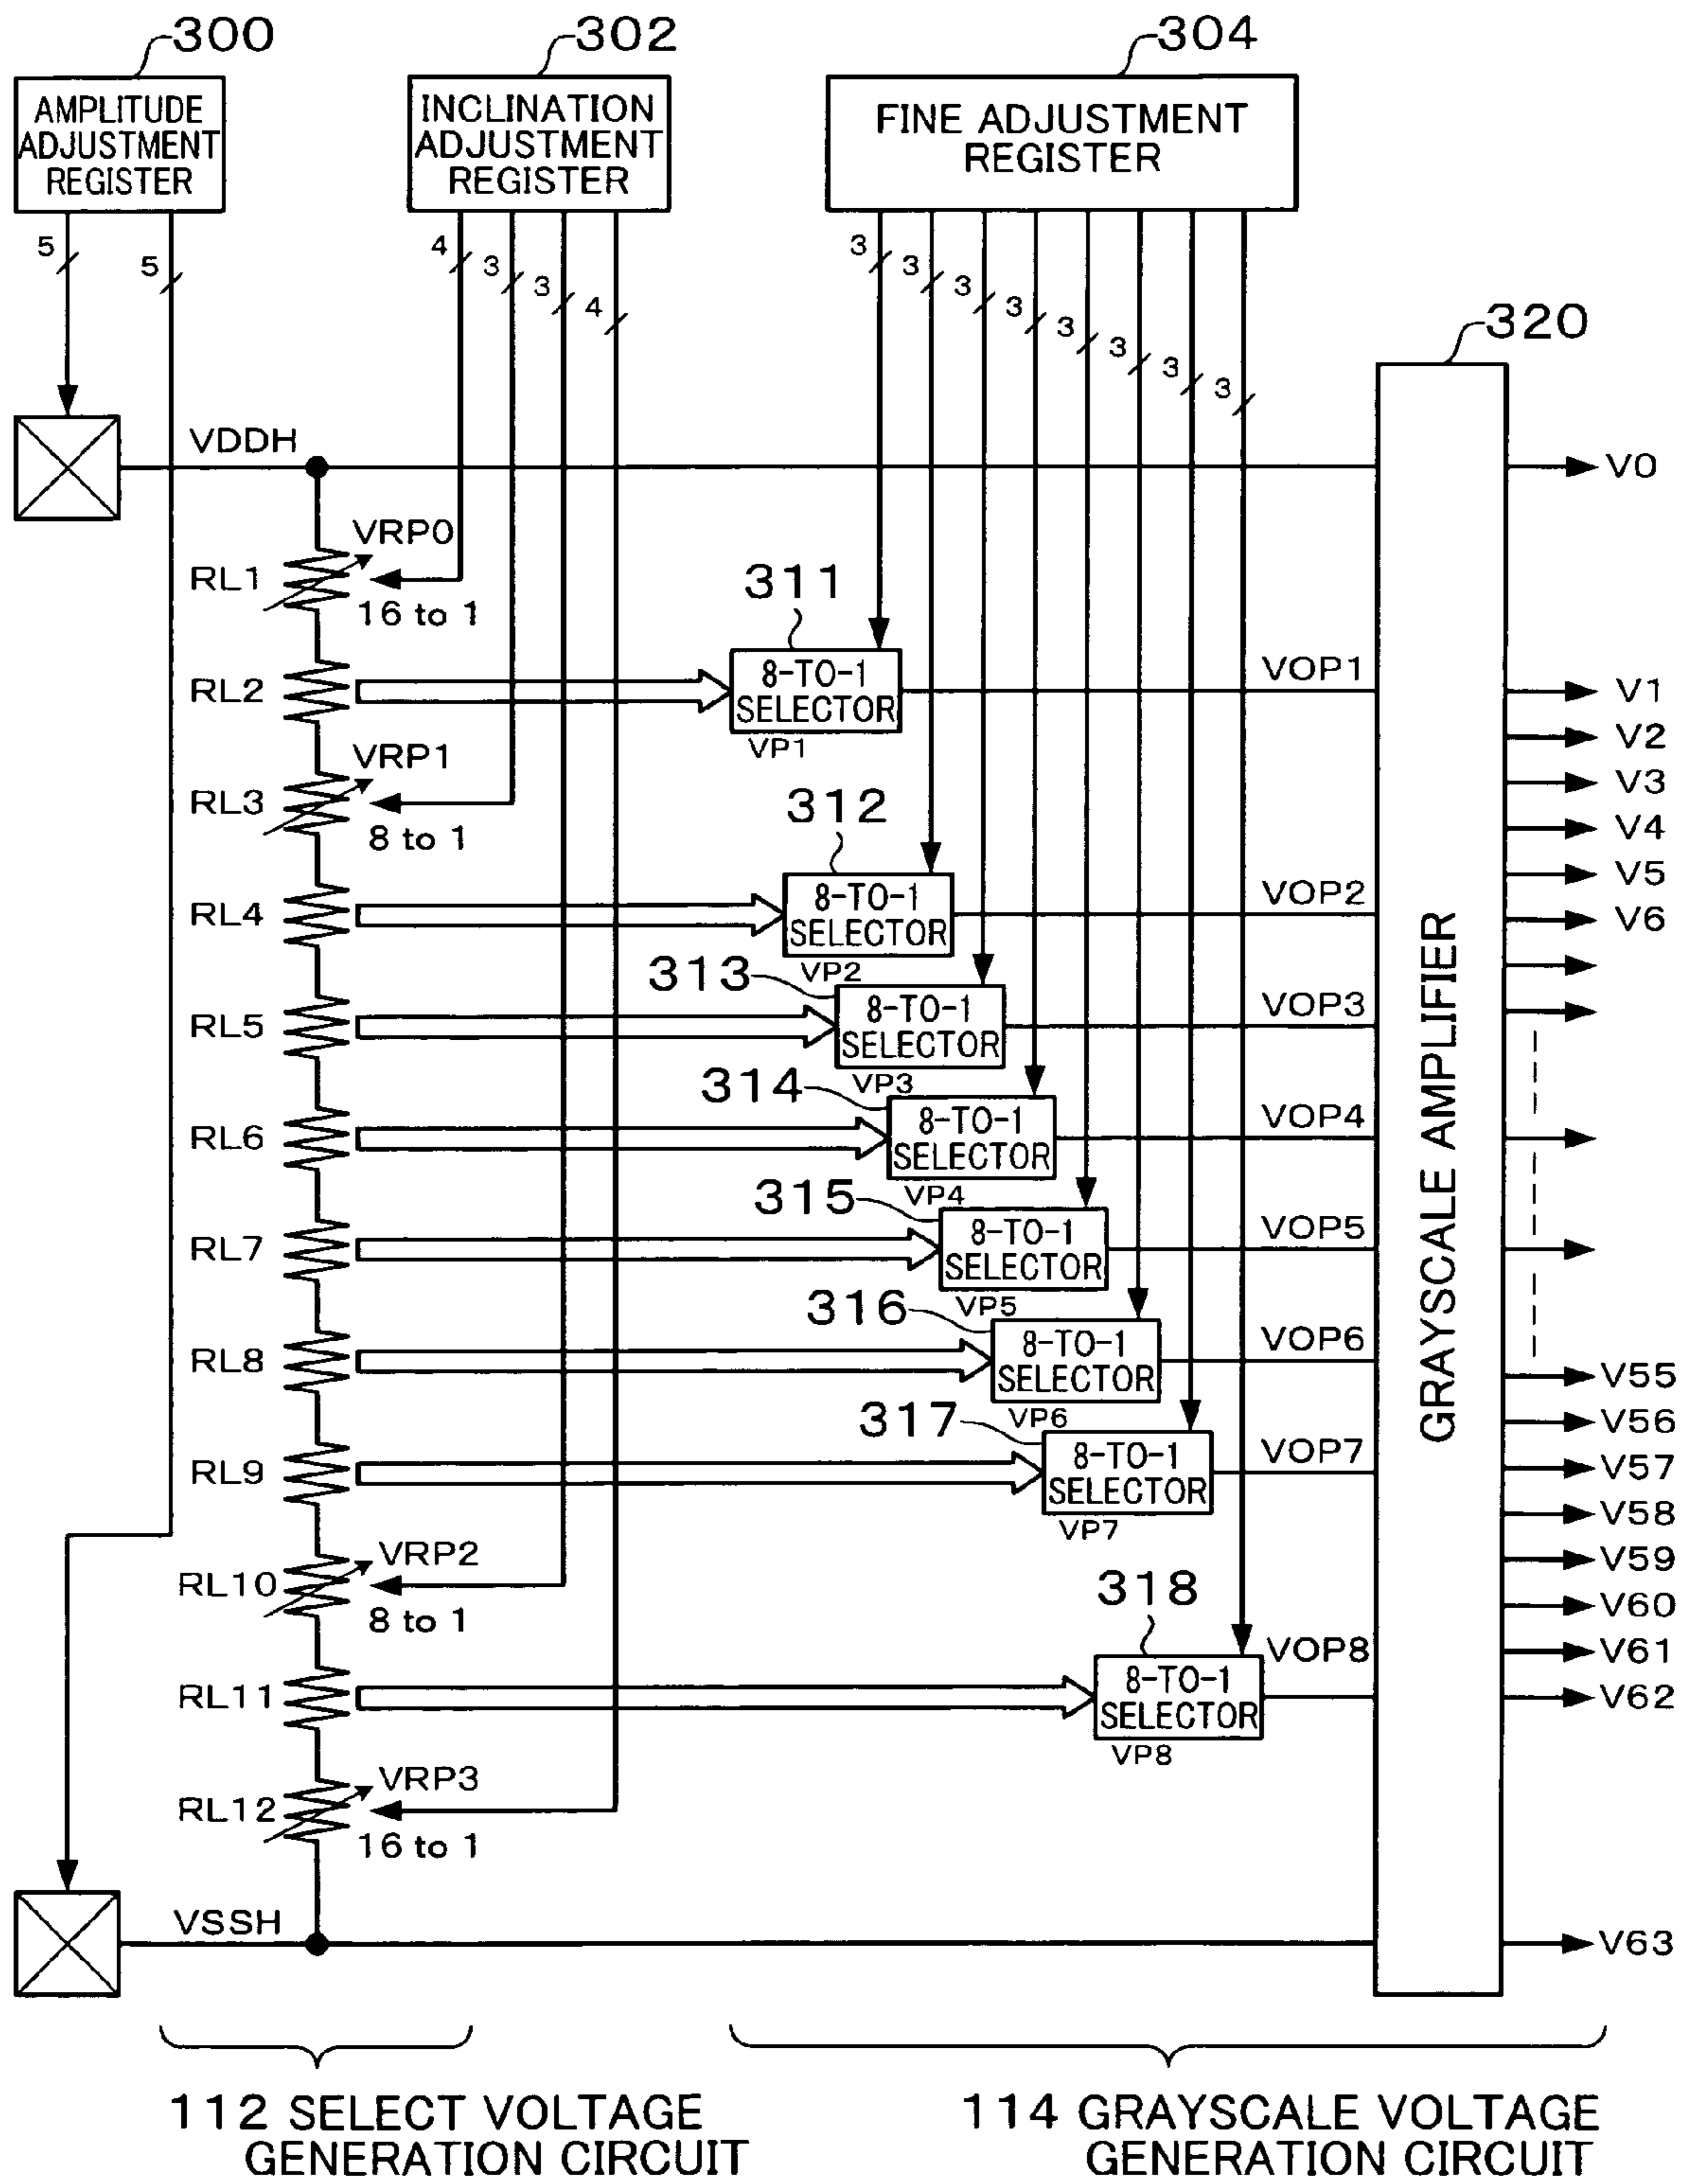 300
302
304
AMPLITUDE
ADJUSTMENT
REGISTER
INCLINATION
ADJUSTMENT
REGISTER
FINE ADJUSTMENT
REGISTER
5
5
4
3
3
4
3
3
3
3
3
3
3
3
320
VDDH
V0
VRP0
RL1
16 to 1
311
RL2
8-TO-1
SELECTOR
VP1
VOP1
V1
V2
VRP1
RL3
8 to 1
V3
V4
312
RL4
8-TO-1
SELECTOR
VP2
VOP2
V5
V6
313
RL5
8-TO-1
SELECTOR
VP3
VOP3
314
RL6
8-TO-1
SELECTOR
VP4
VOP4
315
RL7
8-TO-1
SELECTOR
VP5
VOP5
316
RL8
8-TO-1
SELECTOR
VP6
VOP6
GRAYSCALE AMPLIFIER
V55
V56
317
RL9
8-TO-1
SELECTOR
VP7
VOP7
V57
V58
VRP2
RL10
8 to 1
V59
V60
318
RL11
8-TO-1
SELECTOR
VP8
VOP8
V61
V62
VRP3
RL12
16 to 1
VSSH
V63
112 SELECT VOLTAGE
GENERATION CIRCUIT
114 GRAYSCALE VOLTAGE
GENERATION CIRCUIT